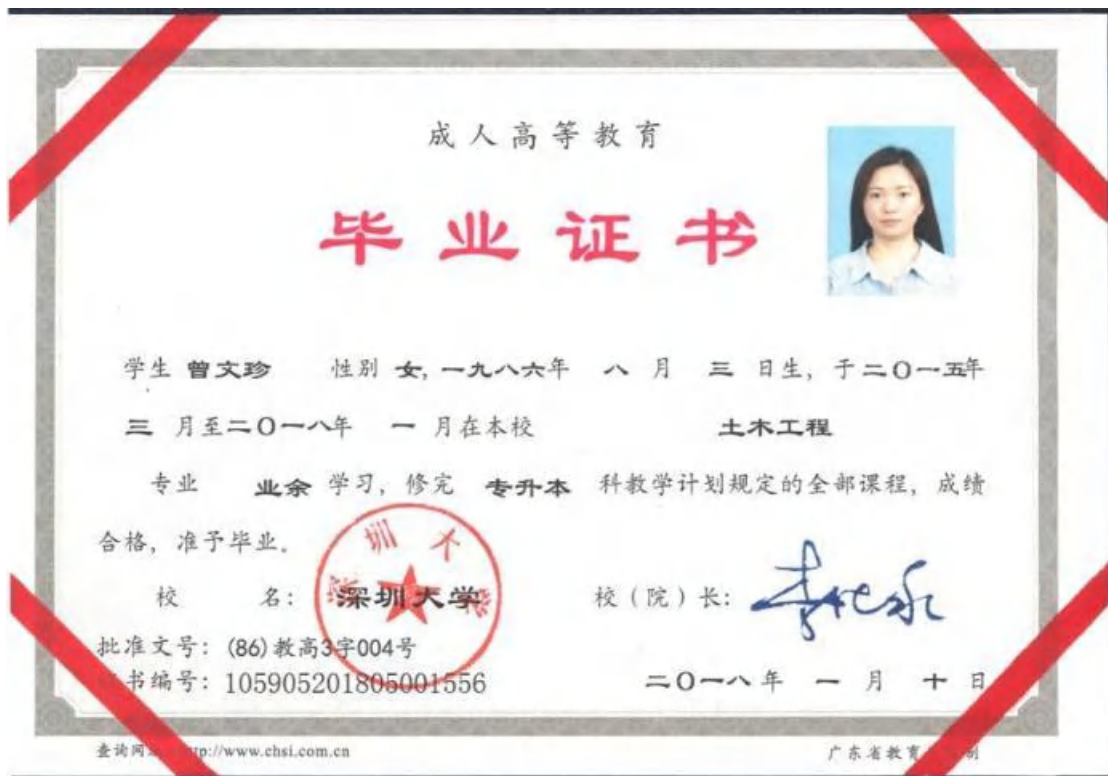 成人高等教育
毕业证书
学生 曾文珍 性别 女, 一九八六年 八 月 三 日生, 于二〇一五年
三 月至二〇一八年 一 月在本校 土木工程
专业 业余 学习, 修完 专升本 科教学计划规定的全部课程, 成绩
合格, 准予毕业。
深圳大学
校 名: 深圳大学 校(院)长:
批准文号: (86)教高3字004号
书编号: 105905201805001556 二〇一八年 一 月 十 日
查询网 tp://www.chsi.com.cn 广东省教育 制